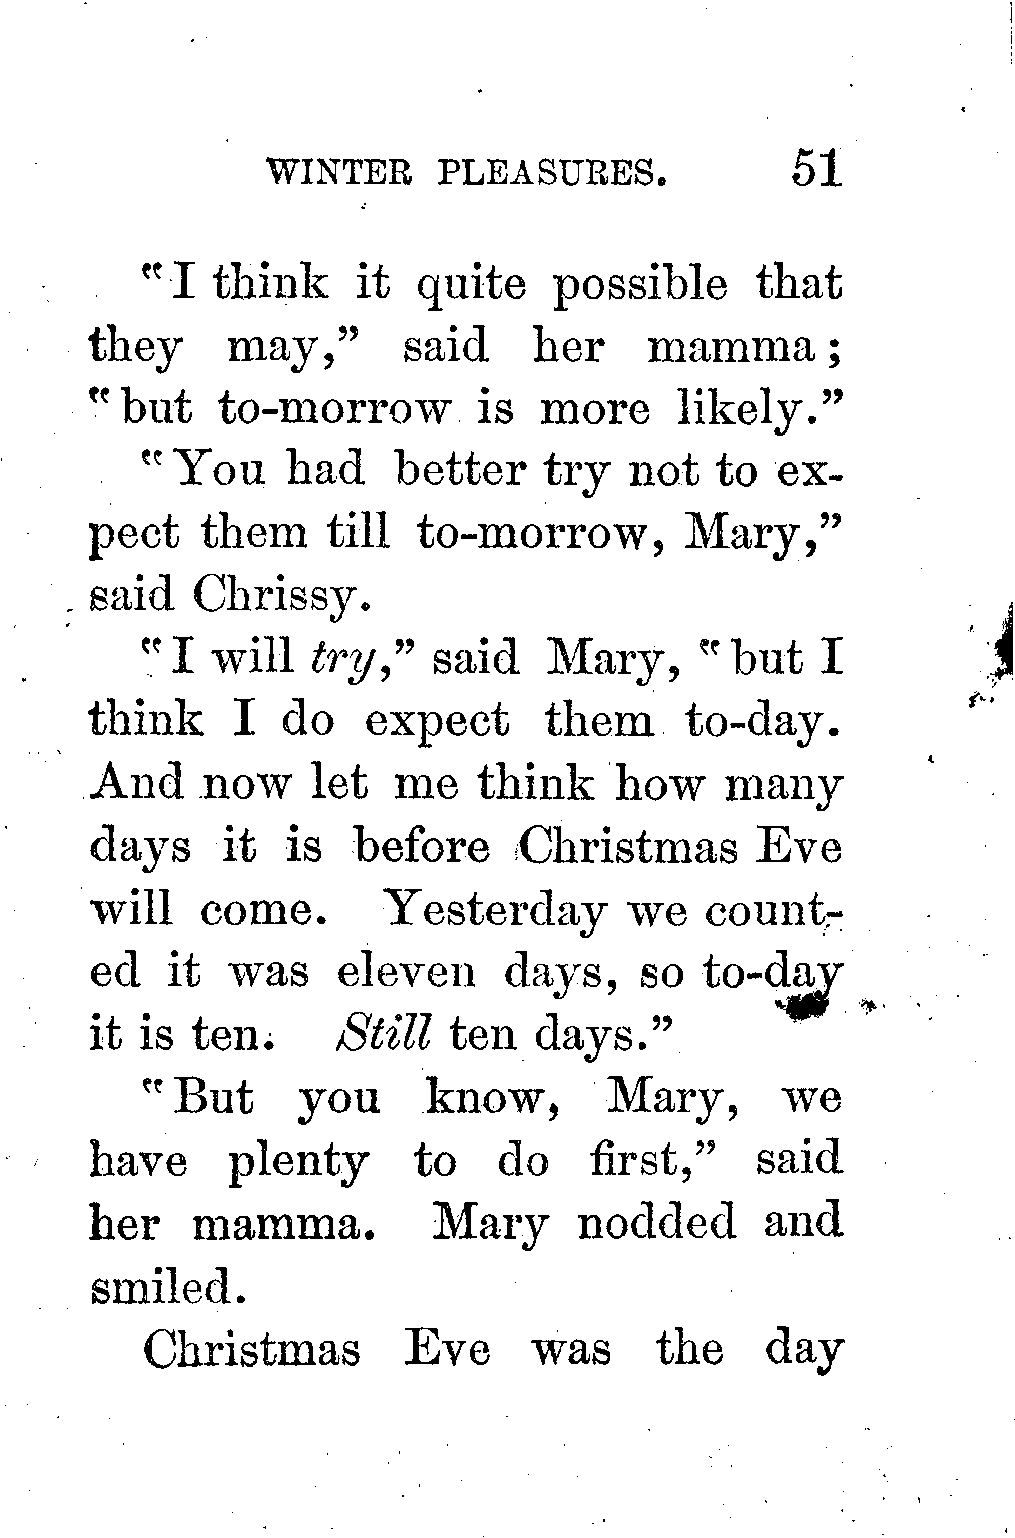 WINTER PLEASURES. 51
"I think it quite possible that
they may," said her mamma;
"but to-morrow is more likely."
"You had better try not to ex-
pect them till to-morrow, Mary,"
said Chrissy.
"I will try," said Mary, "but I
think I do expect them to-day.
And now let me think how many
days it is before Christmas Eve
will come. Yesterday we count-
ed it was eleven days, so to-day
it is ten. Still ten days."
"But you know, Mary, we
have plenty to do first," said
her mamma. Mary nodded and
smiled.
Christmas Eve was the day